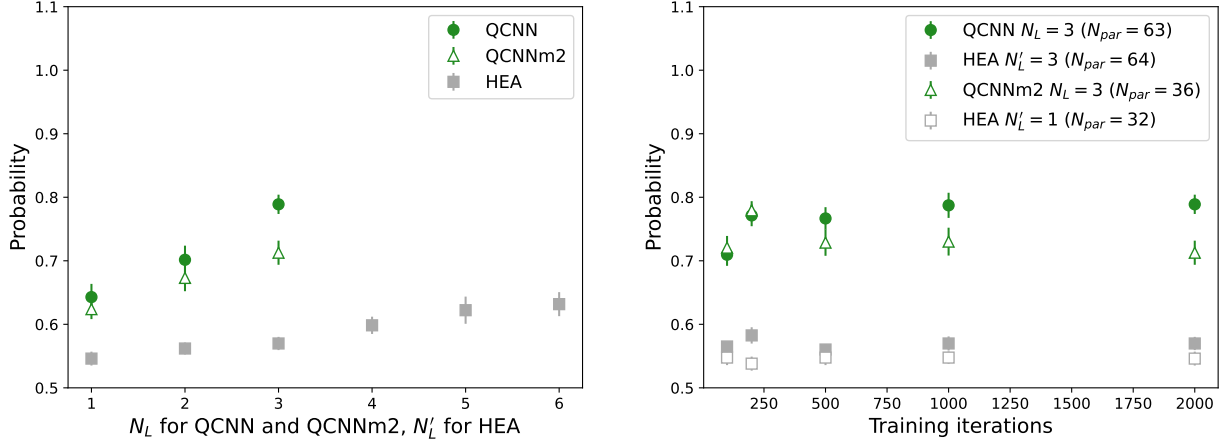 1.1
1.0
0.9
0.8
0.7
0.6
0.5
Probability
1
2
3
4
5
6
N_L for QCNN and QCNNm2, N'_L for HEA
QCNN
QCNNm2
HEA
1.1
1.0
0.9
0.8
0.7
0.6
0.5
Probability
250
500
750
1000
1250
1500
1750
2000
Training iterations
QCNN N_L = 3 (N_par = 63)
HEA N'_L = 3 (N_par = 64)
QCNNm2 N_L = 3 (N_par = 36)
HEA N'_L = 1 (N_par = 32)